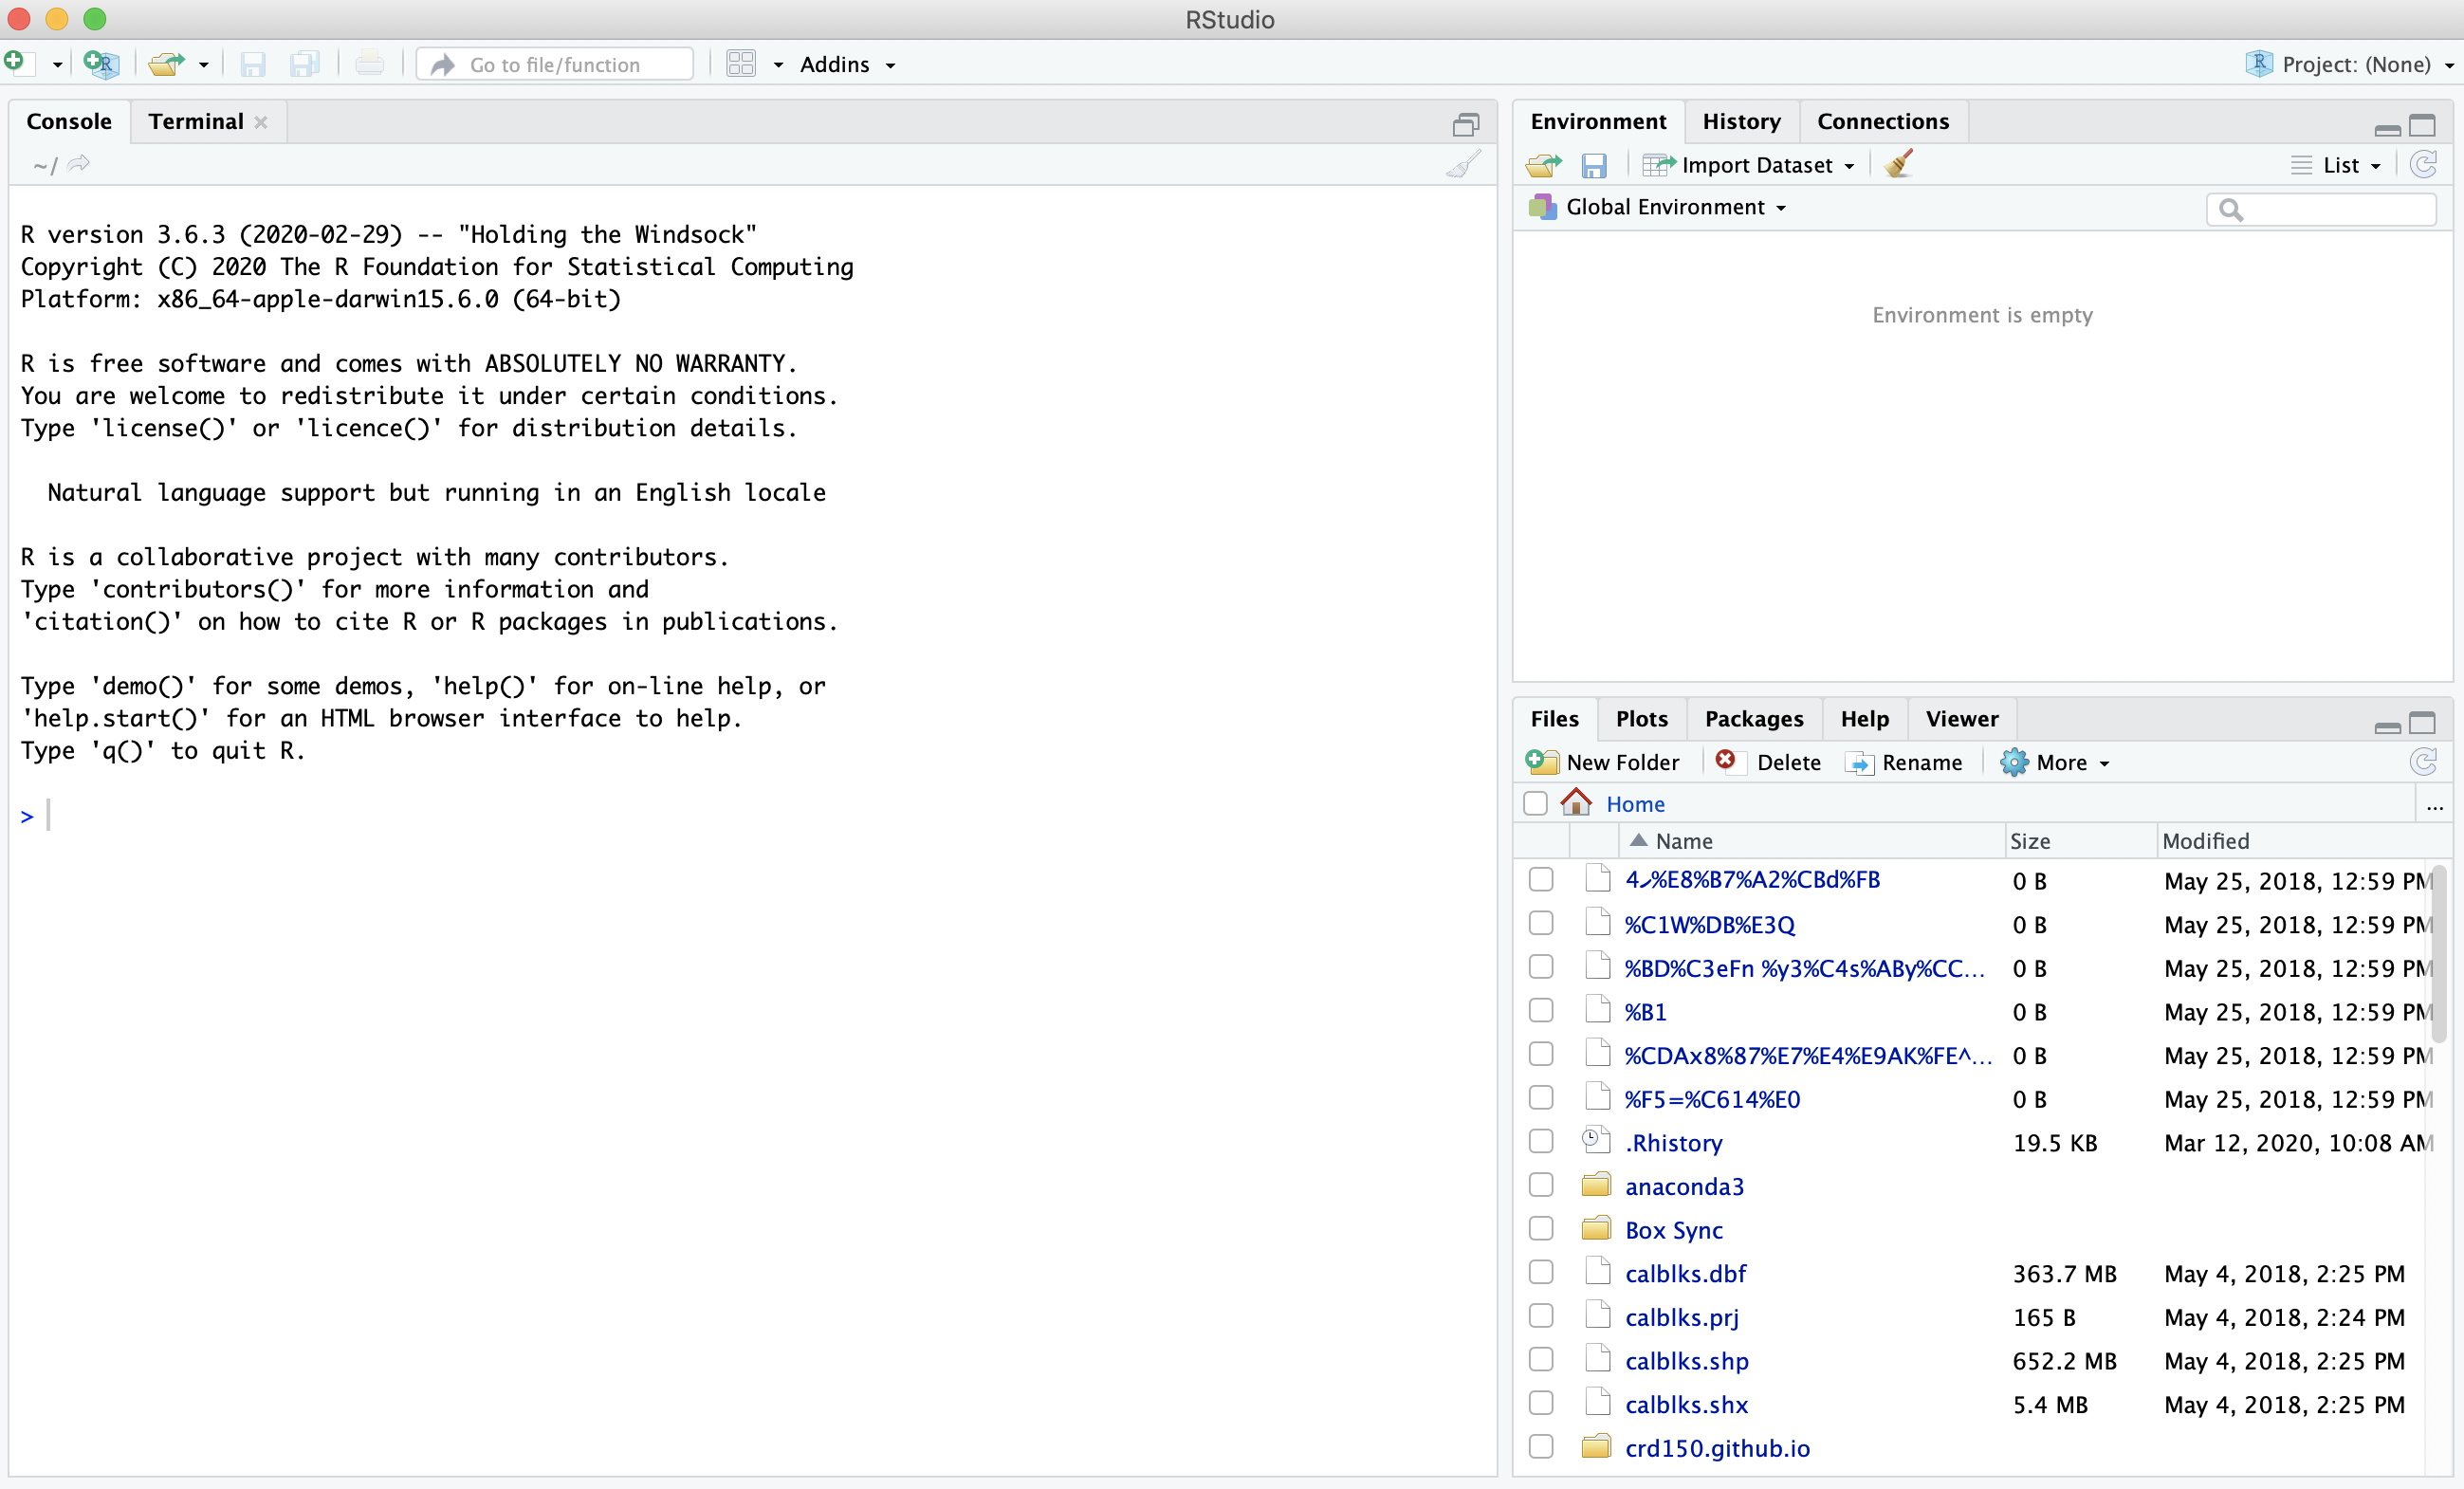 RStudio
Go to file/function
Addins
Project: (None)
Console
Terminal
~/
R version 3.6.3 (2020-02-29) -- "Holding the Windsock"
Copyright (C) 2020 The R Foundation for Statistical Computing
Platform: x86_64-apple-darwin15.6.0 (64-bit)
R is free software and comes with ABSOLUTELY NO WARRANTY.
You are welcome to redistribute it under certain conditions.
Type 'license()' or 'licence()' for distribution details.
Natural language support but running in an English locale
R is a collaborative project with many contributors.
Type 'contributors()' for more information and
'citation()' on how to cite R or R packages in publications.
Type 'demo()' for some demos, 'help()' for on-line help, or
'help.start()' for an HTML browser interface to help.
Type 'q()' to quit R.
>
Environment History Connections
Import Dataset List
Global Environment
Environment is empty
Files Plots Packages Help Viewer
New Folder Delete Rename More
Home ...
Name Size Modified
%C1W%DB%E3Q 0 B May 25, 2018, 12:59 PM
%BD%C3eFn %y3%C4s%ABy%CC... 0 B May 25, 2018, 12:59 PM
%B1 0 B May 25, 2018, 12:59 PM
%CDAx8%87%E7%E4%E9AK%FE^... 0 B May 25, 2018, 12:59 PM
%F5=%C614%E0 0 B May 25, 2018, 12:59 PM
.Rhistory 19.5 KB Mar 12, 2020, 10:08 AM
anaconda3
Box Sync
calblks.dbf 363.7 MB May 4, 2018, 2:25 PM
calblks.prj 165 B May 4, 2018, 2:24 PM
calblks.shp 652.2 MB May 4, 2018, 2:25 PM
calblks.shx 5.4 MB May 4, 2018, 2:25 PM
crd150.github.io